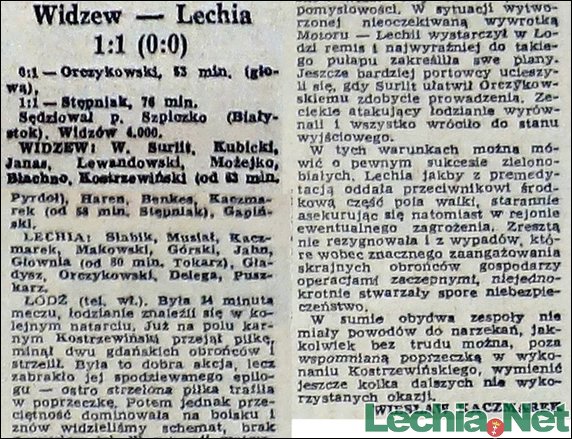 Widzew — Lechia
1:1 (0:0)
0:1 — Orczykowski, 53 min. (gło-
wą),
1:1 — Stępniak, 76 min.
Sędziował p. Szpiczko (Biały-
stok). Widzów 4.000.
WIDZEW: W. Surlit, Kubicki,
Janas, Lewandowski, Możejko,
Blachno, Kostrzewiński (od 63 min.
Pyrdoł), Haren, Benkes, Kacz-
marek (od 58 min. Stępniak), Gapiń-
ski.
LECHIA: Słabik, Musiał, Kacz-
marek, Makowski, Górski, Jahn,
Głownia (od 80 min. Tokarz), Gła-
dysz, Orczykowski, Delega, Pusz-
karz.
ŁÓDŹ (tel. wł.). Była 24 minuta
meczu, łodzianie znaleźli się w ko-
lejnym natarciu. Już na polu kar-
nym Kostrzewiński przejął piłkę,
minął dwu gdańskich obrońców i
strzelił. Była to dobra akcja, lecz
zabrakło jej spodziewanego epilo-
gu — ostro strzelona piłka trafiła
w poprzeczkę. Potem jednak prze-
ciętność dominowała na boisku i
znów widzieliśmy schemat, brak
pomysłowości. W sytuacji wytwo-
rzonej nieoczekiwaną wywrotką
Motoru — Lechii wystarczył w Ło-
dzi remis i najwyraźniej do takie-
go pułapu zakreśliła swe plany.
Jeszcze bardziej portowcy ucieszy-
li się, gdy Surlit ułatwił Orczykow-
skiemu zdobycie prowadzenia. Za-
ciekle atakujący łodzianie wyrów-
nali i wszystko wróciło do stanu
wyjściowego.
W tych warunkach można mó-
wić o pewnym sukcesie zielono-
białych. Lechia jakby z premedy-
tacją oddała przeciwnikowi środ-
kową część pola walki, starannie
asekurując się natomiast w rejonie
ewentualnego zagrożenia. Zresztą
nie rezygnowała i z wypadów, któ-
re wobec znacznego zaangażowania
skrajnych obrońców gospodarzy
operacjami zaczepnymi, niejedno-
krotnie stwarzały spore niebezpie-
czeństwo.
W sumie obydwa zespoły nie
miały powodów do narzekań, jak-
kolwiek bez trudu można, poza
wspomnianą poprzeczką w wyko-
naniu Kostrzewińskiego, wymienić
jeszcze kilka dalszych nie wyko-
rzystanych okazji.
WIESŁAW KACZMAREK
Lechia.Net